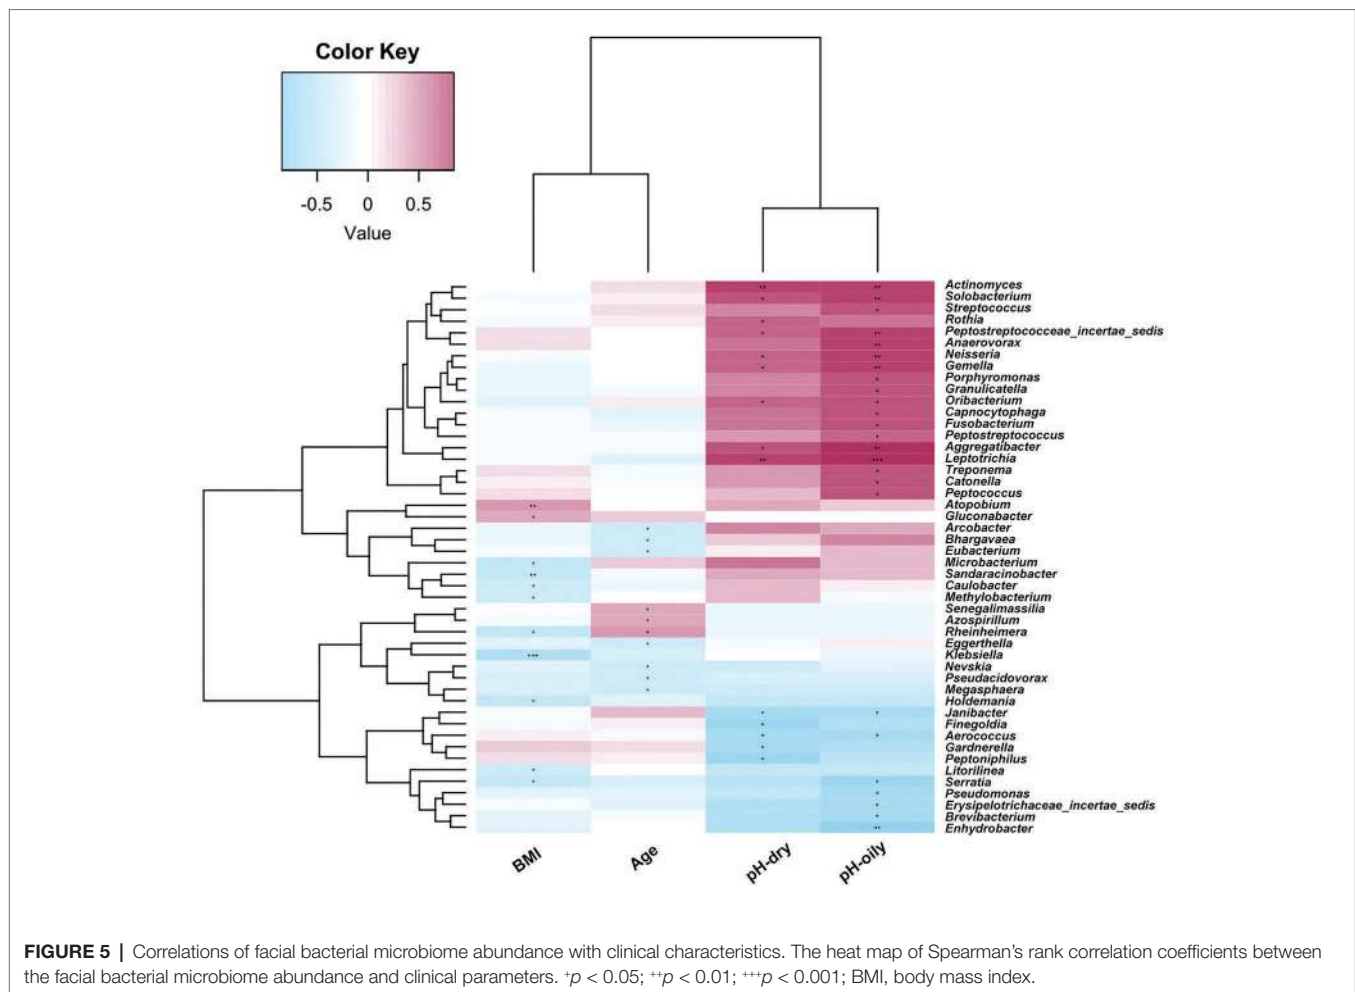 Color Key
-0.5 0 0.5
Value
Actinomyces
Solobacterium
Streptococcus
Rothia
Peptostreptococceae_incertae_sedis
Anaerovorax
Neisseria
Gemella
Porphyromonas
Granulicatella
Oribacterium
Capnocytophaga
Fusobacterium
Peptostreptococcus
Aggregatibacter
Leptotrichia
Treponema
Catonella
Peptococcus
Atopobium
Gluconabacter
Arcobacter
Bhargavaea
Eubacterium
Microbacterium
Sandaracinobacter
Caulobacter
Methylobacterium
Senegalimassilia
Azospirillum
Rheinheimera
Eggerthella
Klebsiella
Nevskia
Pseudacidovorax
Megasphaera
Holdemania
Janibacter
Finegoldia
Aerococcus
Gardnerella
Peptoniphilus
Litorilinea
Serratia
Pseudomonas
Erysipelotrichaceae_incertae_sedis
Brevibacterium
Enhydrobacter
BMI Age pH-dry pH-oily
FIGURE 5 | Correlations of facial bacterial microbiome abundance with clinical characteristics. The heat map of Spearman's rank correlation coefficients between
the facial bacterial microbiome abundance and clinical parameters. +p < 0.05; ++p < 0.01; +++p < 0.001; BMI, body mass index.